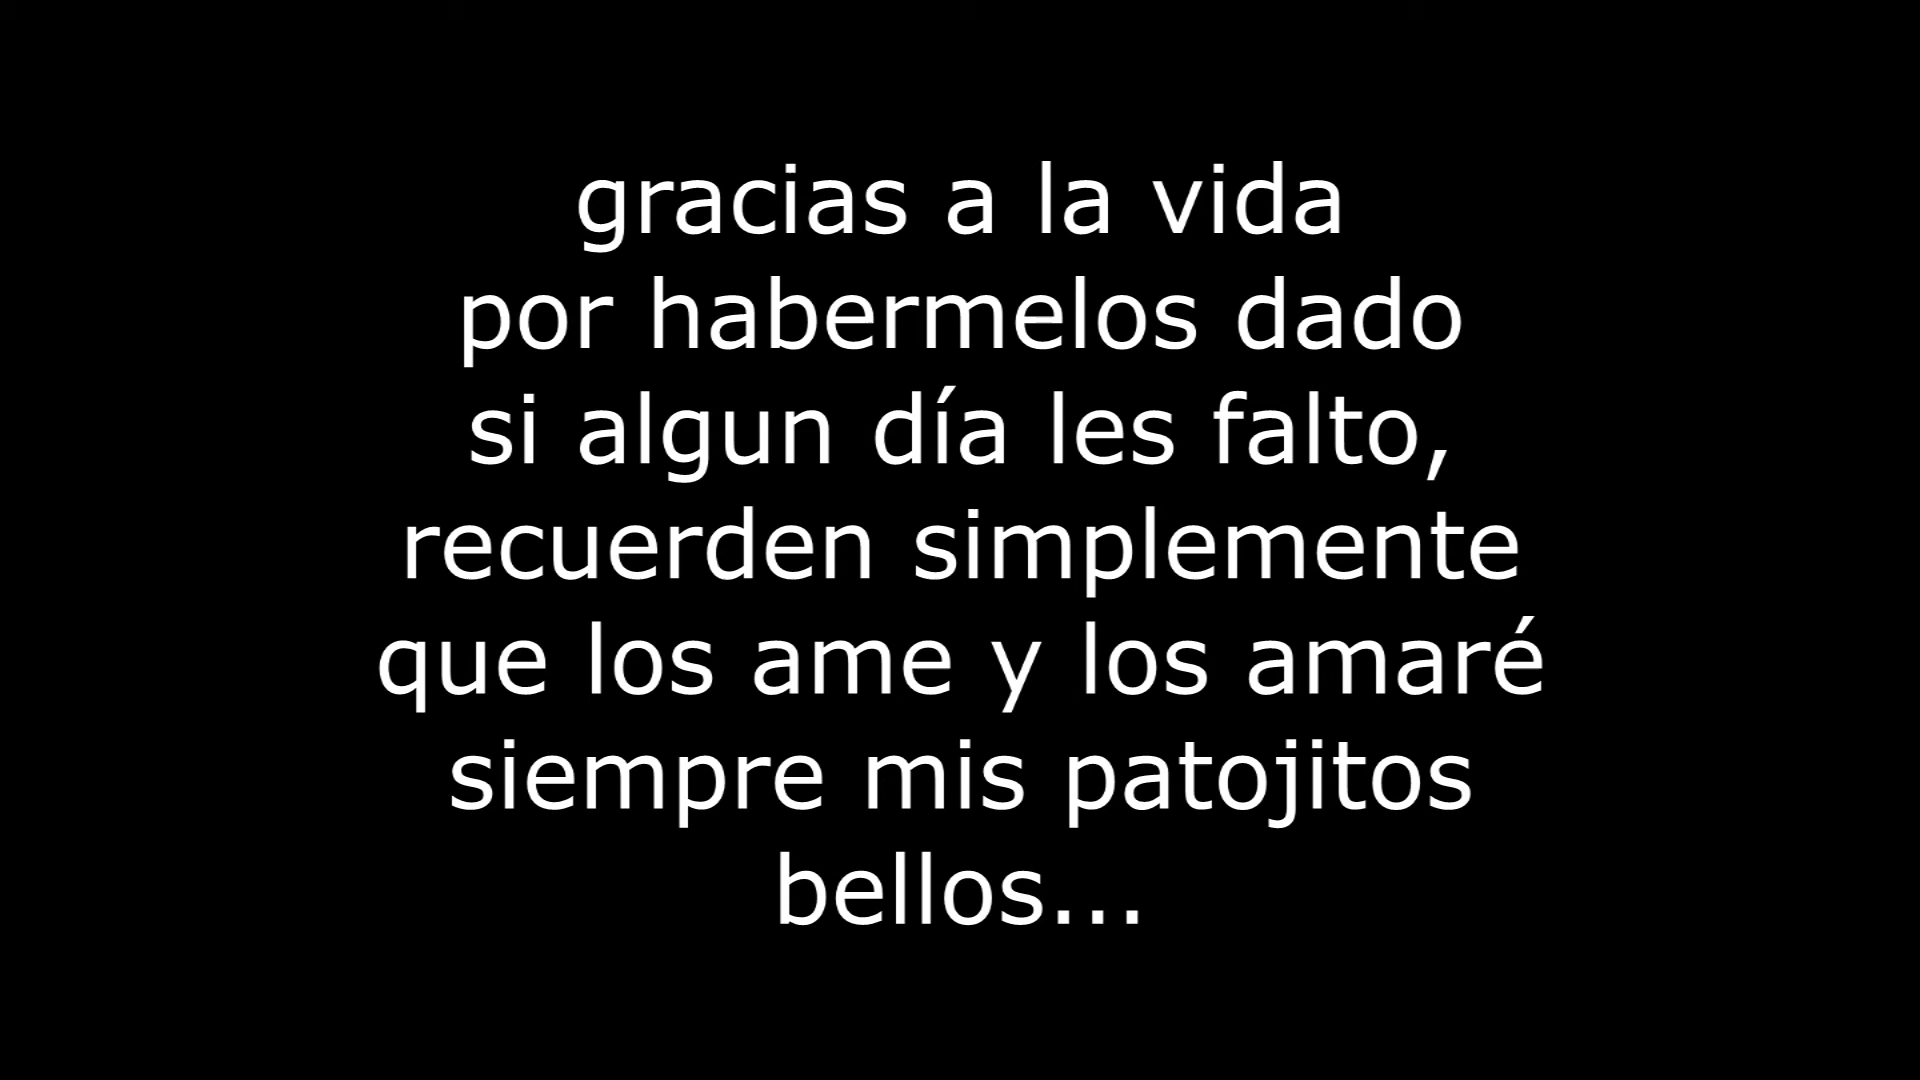 gracias a la vida
por habermelos dado
si algun día les falto,
recuerden simplemente
que los ame y los amaré
siempre mis patojitos
bellos...